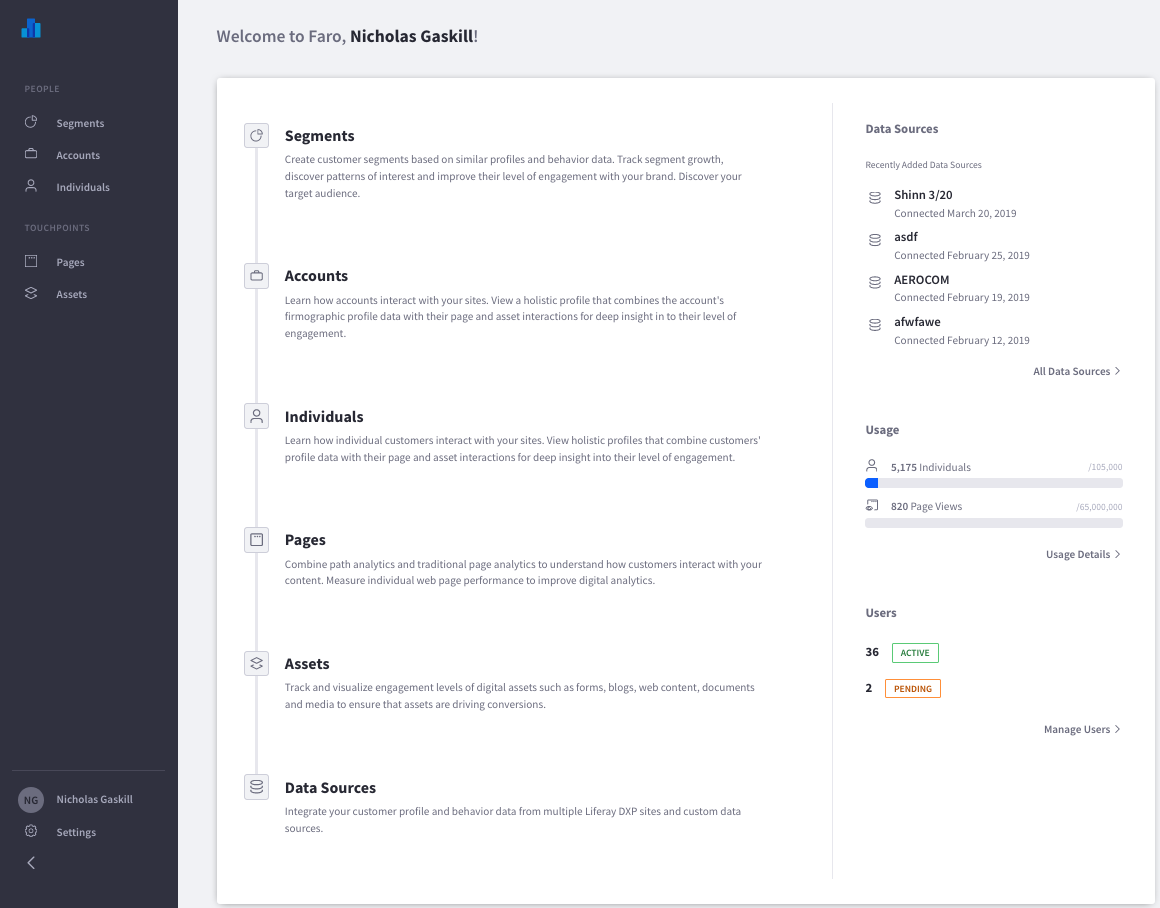 PEOPLE
Segments
Accounts
Individuals
TOUCHPOINTS
Pages
Assets
NG
Nicholas Gaskill
Settings
Welcome to Faro, Nicholas Gaskill!
Segments
Create customer segments based on similar profiles and behavior data. Track segment growth,
discover patterns of interest and improve their level of engagement with your brand. Discover your
target audience.
Accounts
Learn how accounts interact with your sites. View a holistic profile that combines the account's
firmographic profile data with their page and asset interactions for deep insight in to their level of
engagement.
Individuals
Learn how individual customers interact with your sites. View holistic profiles that combine customers'
profile data with their page and asset interactions for deep insight into their level of engagement.
Pages
Combine path analytics and traditional page analytics to understand how customers interact with your
content. Measure individual web page performance to improve digital analytics.
Assets
Track and visualize engagement levels of digital assets such as forms, blogs, web content, documents
and media to ensure that assets are driving conversions.
Data Sources
Integrate your customer profile and behavior data from multiple Liferay DXP sites and custom data
sources.
Data Sources
Recently Added Data Sources
Shinn 3/20
Connected March 20, 2019
asdf
Connected February 25, 2019
AEROCOM
Connected February 19, 2019
afwfawe
Connected February 12, 2019
All Data Sources
Usage
5,175 Individuals /105,000
820 Page Views /65,000,000
Usage Details
Users
36 ACTIVE
2 PENDING
Manage Users